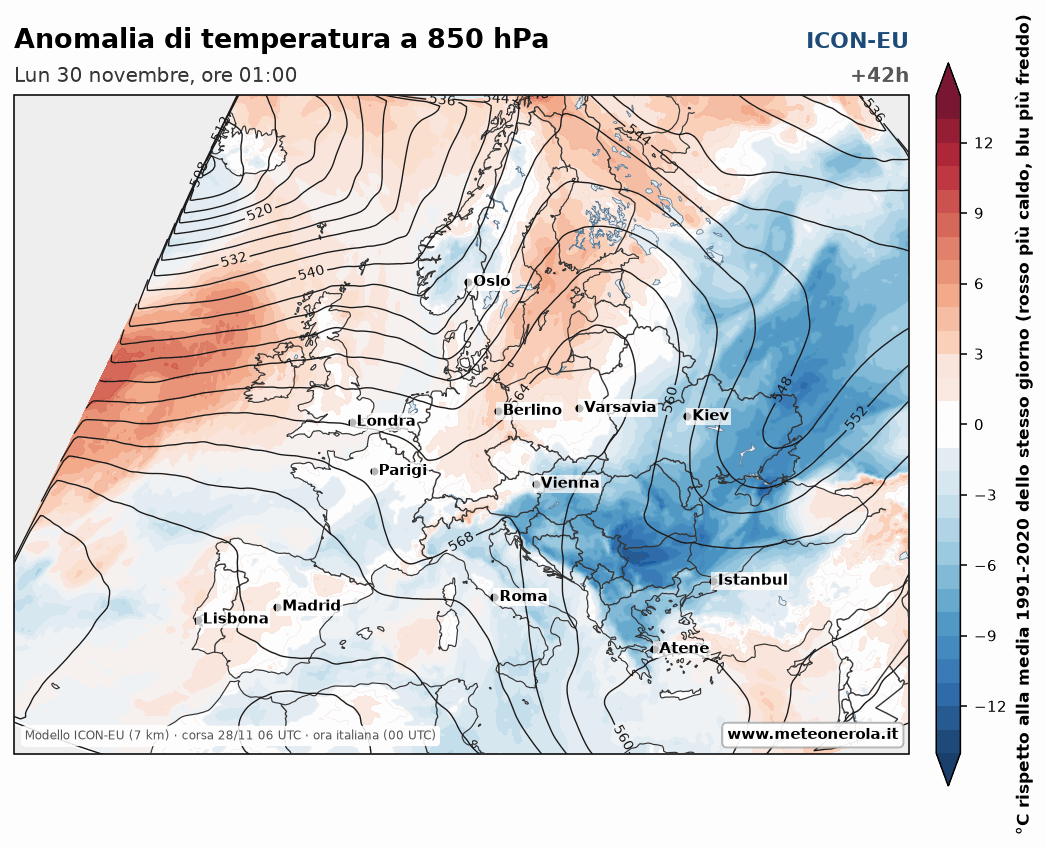 Anomalia di temperatura a 850 hPa
ICON-EU
Lun 30 novembre, ore 01:00
+42h
536
544
536
544
508
520
532
540
Oslo
564
560
548
552
Berlino
Varsavia
Kiev
Londra
Parigi
Vienna
568
Istanbul
Roma
Madrid
Lisbona
Atene
560
Modello ICON-EU (7 km) · corsa 28/11 06 UTC · ora italiana (00 UTC)
www.meteonerola.it
12
9
6
3
0
−3
−6
−9
−12
°C rispetto alla media 1991-2020 dello stesso giorno (rosso più caldo, blu più freddo)